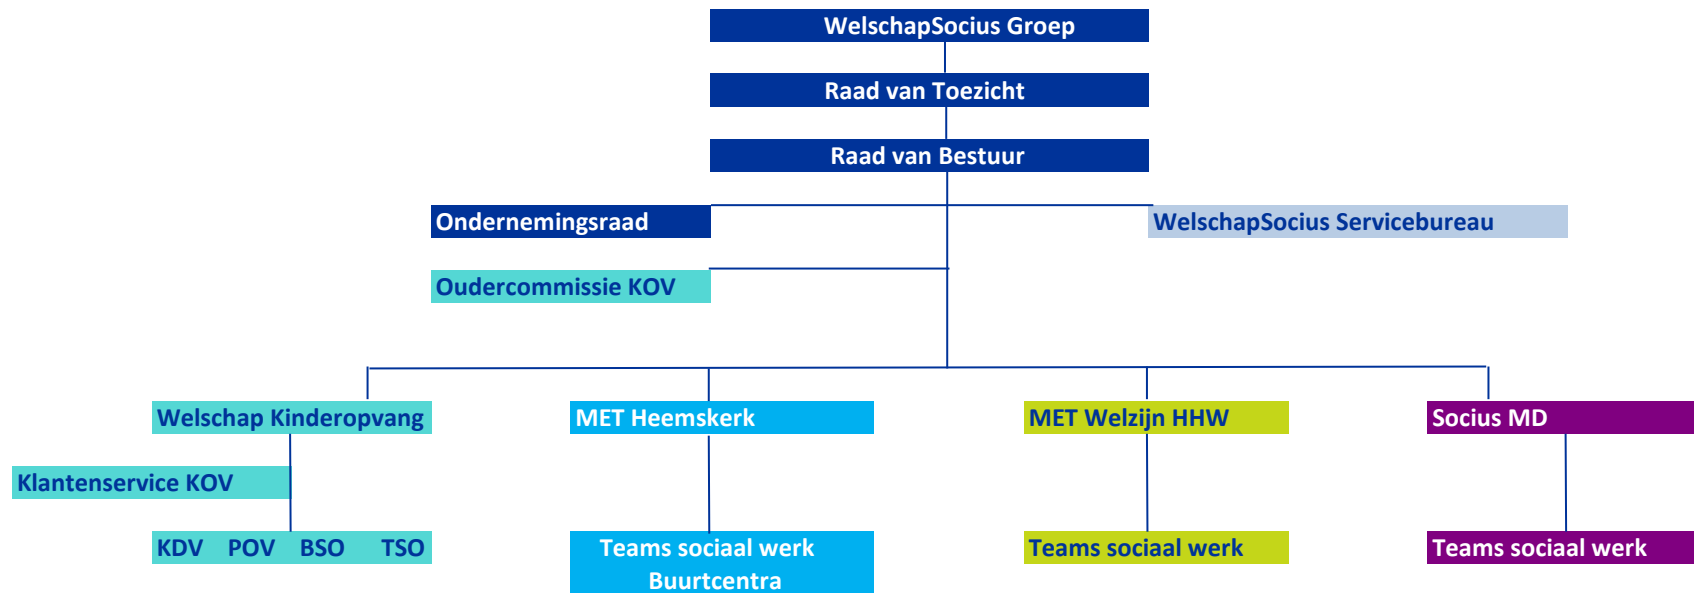 WelschapSocius Groep
Raad van Toezicht
Raad van Bestuur
Ondernemingsraad
WelschapSocius Servicebureau
Oudercommissie KOV
Welschap Kinderopvang
MET Heemskerk
MET Welzijn HHW
Socius MD
Klantenservice KOV
KDV POV BSO TSO
Teams sociaal werk
Buurtcentra
Teams sociaal werk
Teams sociaal werk